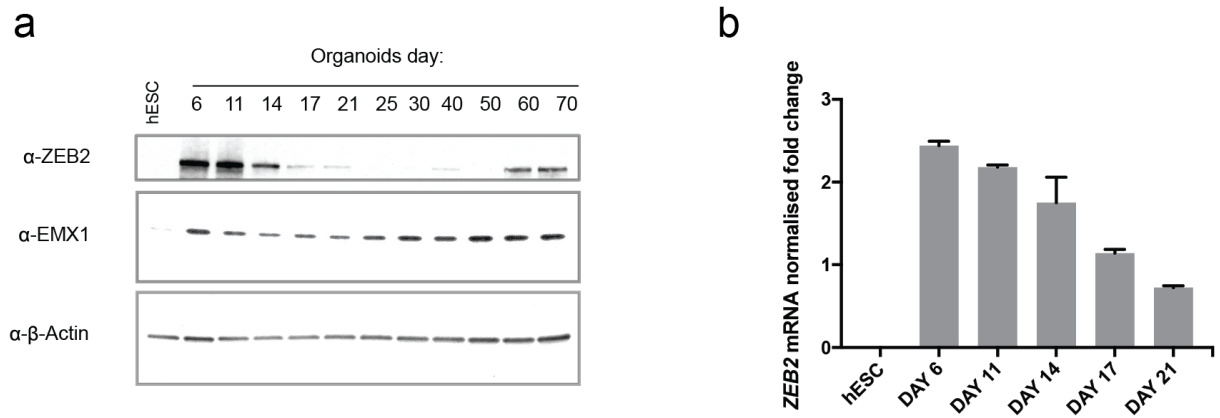 a
Organoids day:
hESC 6 11 14 17 21 25 30 40 50 60 70
α-ZEB2
α-EMX1
α-β-Actin
b
ZEB2 mRNA normalised fold change
3
2
1
0
hESC DAY 6 DAY 11 DAY 14 DAY 17 DAY 21